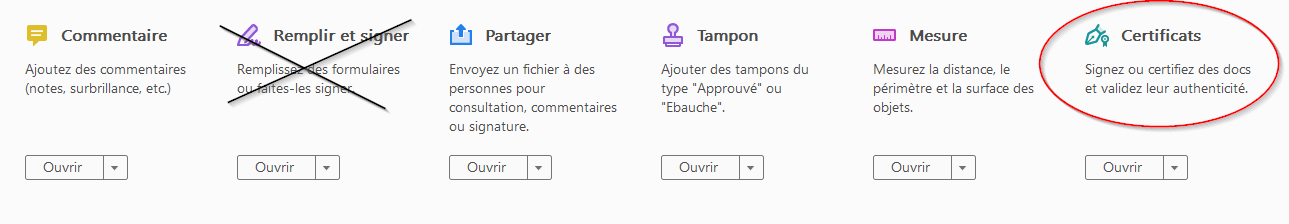 Commentaire
Ajoutez des commentaires
(notes, surbrillance, etc.)
Ouvrir
Remplir et signer
Remplissez des formulaires
ou faites-les signer.
Ouvrir
Partager
Envoyez un fichier à des
personnes pour
consultation, commentaires
ou signature.
Ouvrir
Tampon
Ajouter des tampons du
type "Approuvé" ou
"Ebauche".
Ouvrir
Mesure
Mesurez la distance, le
périmètre et la surface des
objets.
Ouvrir
Certificats
Signez ou certifiez des docs
et validez leur authenticité.
Ouvrir